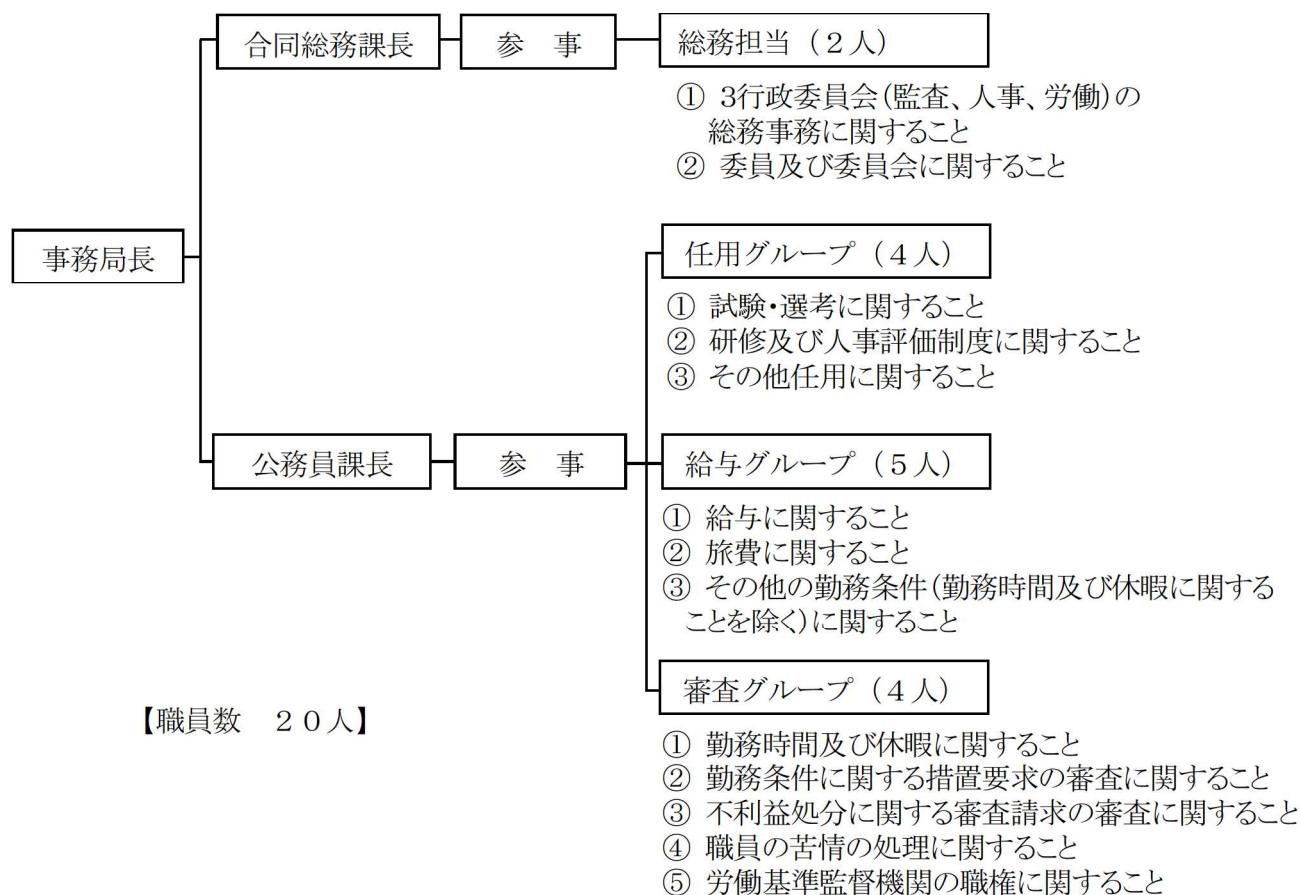 合同総務課長
参　事
総務担当（２人）
① 3行政委員会（監査、人事、労働）の
総務事務に関すること
② 委員及び委員会に関すること
事務局長
任用グループ（４人）
① 試験・選考に関すること
② 研修及び人事評価制度に関すること
③ その他任用に関すること
公務員課長
参　事
給与グループ（５人）
① 給与に関すること
② 旅費に関すること
③ その他の勤務条件（勤務時間及び休暇に関する
ことを除く）に関すること
審査グループ（４人）
【職員数　２０人】
① 勤務時間及び休暇に関すること
② 勤務条件に関する措置要求の審査に関すること
③ 不利益処分に関する審査請求の審査に関すること
④ 職員の苦情の処理に関すること
⑤ 労働基準監督機関の職権に関すること